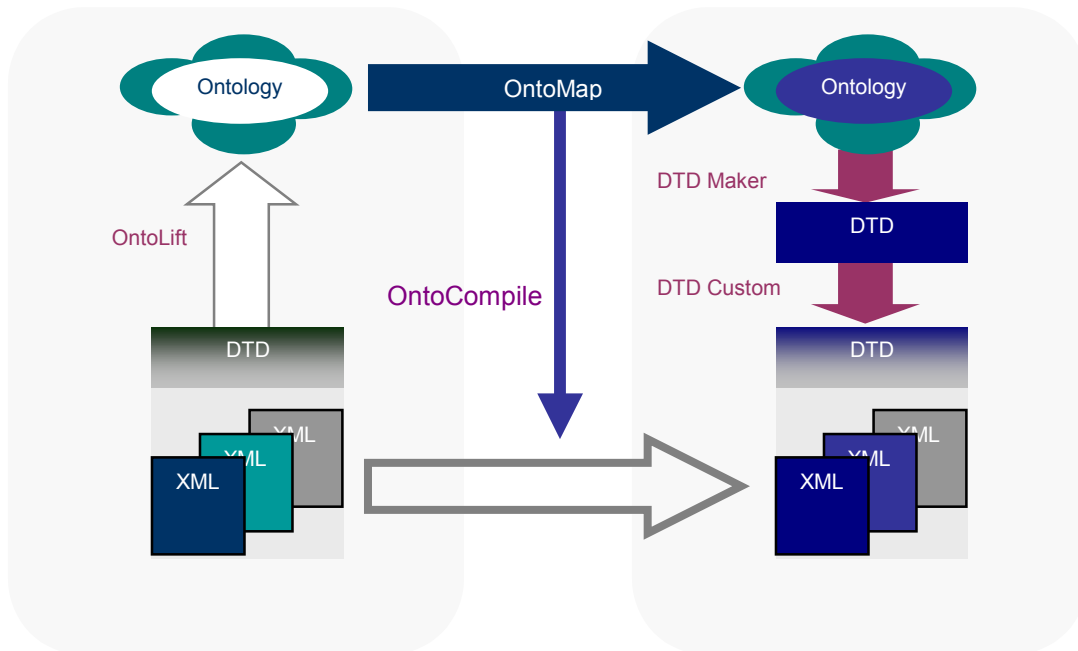 Ontology
OntoMap
Ontology
DTD Maker
OntoLift
DTD
OntoCompile
DTD Custom
DTD
DTD
XML
XML
XML
XML
XML
XML